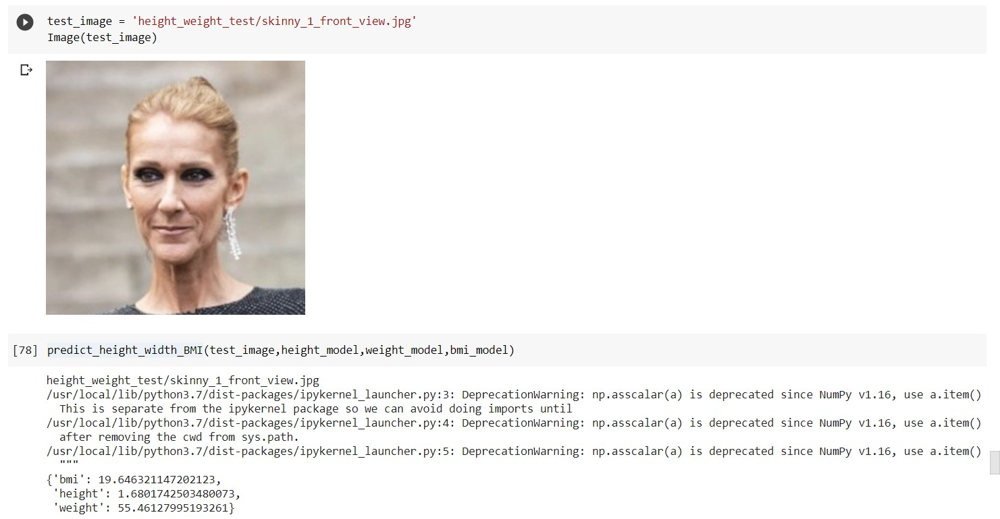 test_image = 'height_weight_test/skinny_1_front_view.jpg'
Image(test_image)
[78] predict_height_width_BMI(test_image,height_model,weight_model,bmi_model)
height_weight_test/skinny_1_front_view.jpg
/usr/local/lib/python3.7/dist-packages/ipykernel_launcher.py:3: DeprecationWarning: np.asscalar(a) is deprecated since NumPy v1.16, use a.item()
  This is separate from the ipykernel package so we can avoid doing imports until
/usr/local/lib/python3.7/dist-packages/ipykernel_launcher.py:4: DeprecationWarning: np.asscalar(a) is deprecated since NumPy v1.16, use a.item()
  after removing the cwd from sys.path.
/usr/local/lib/python3.7/dist-packages/ipykernel_launcher.py:5: DeprecationWarning: np.asscalar(a) is deprecated since NumPy v1.16, use a.item()
  """
{'bmi': 19.646321147202123,
 'height': 1.6801742503480073,
 'weight': 55.46127995193261}